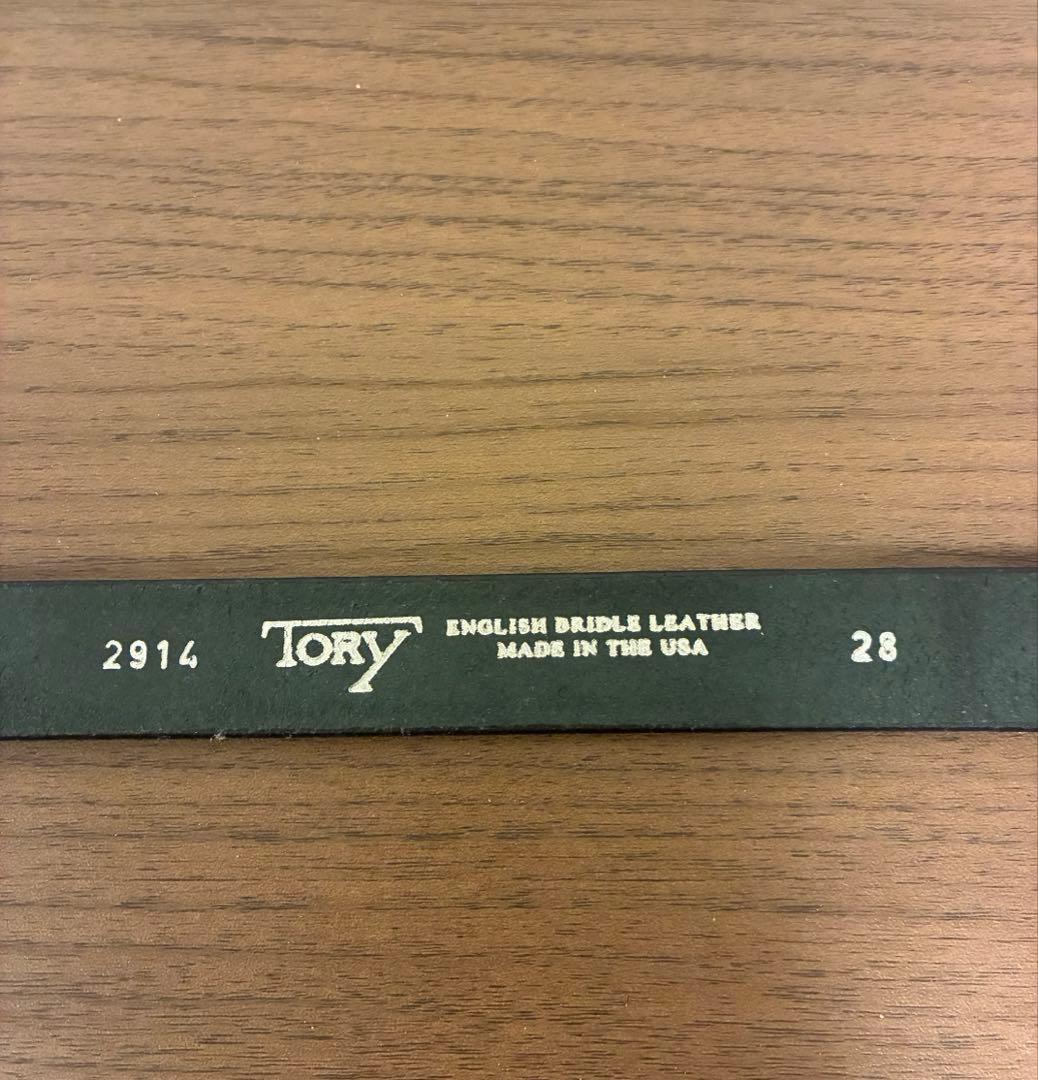 2914
TORY
ENGLISH BRIDLE LEATHER
MADE IN THE USA
28